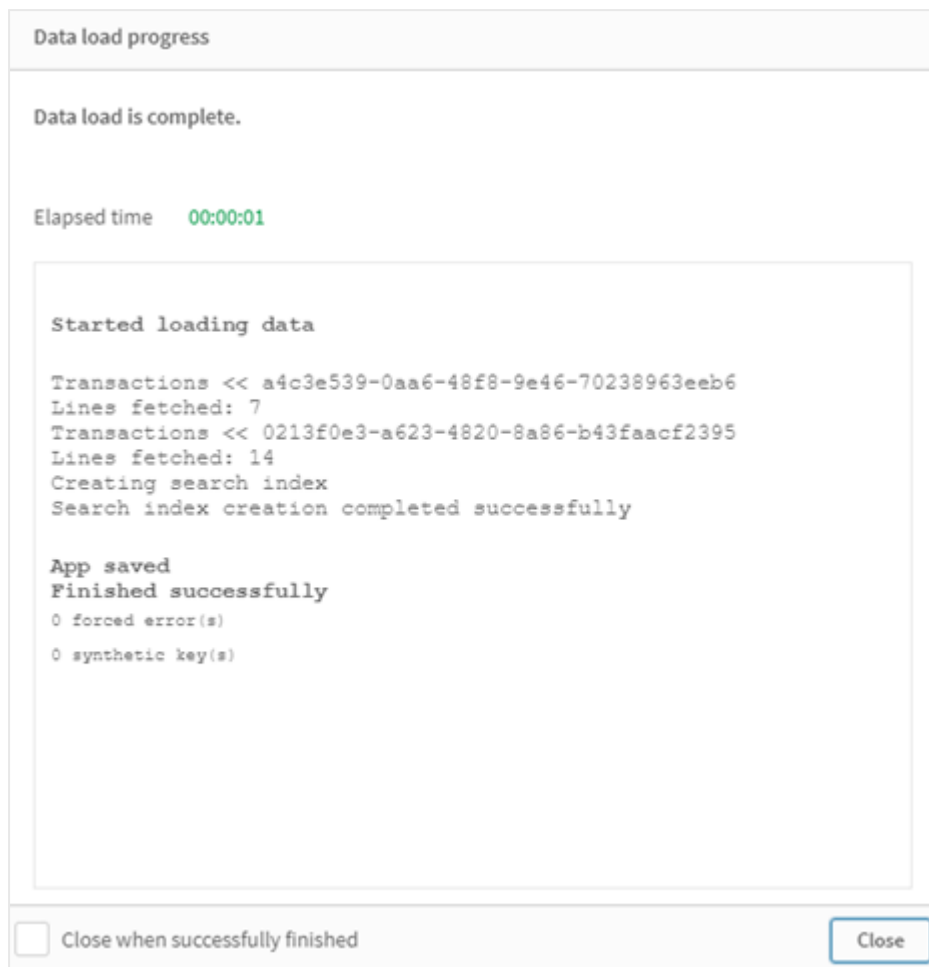 Data load progress
Data load is complete.
Elapsed time 00:00:01
Started loading data
Transactions << a4c3e539-0aa6-48f8-9e46-70238963eeb6
Lines fetched: 7
Transactions << 0213f0e3-a623-4820-8a86-b43faacf2395
Lines fetched: 14
Creating search index
Search index creation completed successfully
App saved
Finished successfully
0 forced error(s)
0 synthetic key(s)
Close when successfully finished
Close